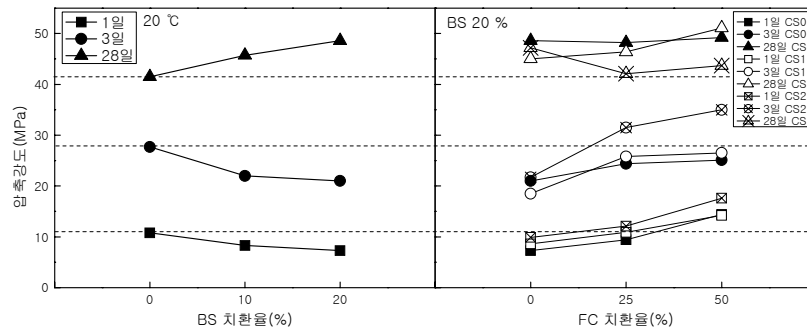 압축강도(MPa)
50
40
30
20
10
0
1일
3일
28일
20 ℃
0
10
20
BS 치환율(%)
BS 20 %
1일 CS0
3일 CS0
28일 CS
1일 CS1
3일 CS1
28일 CS
1일 CS2
3일 CS2
28일 CS
0
25
50
FC 치환율(%)